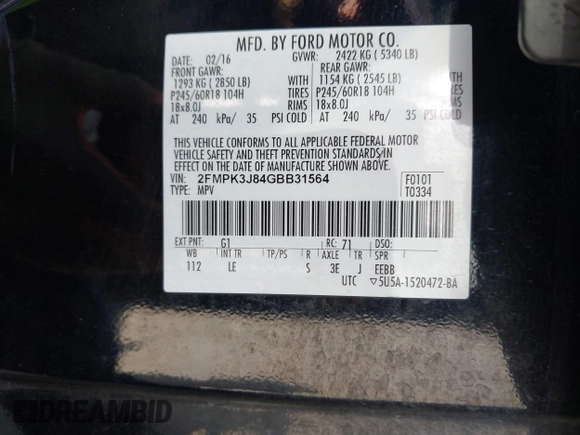 MFD. BY FORD MOTOR CO.
DATE: 02/16 GVWR: 2422 KG ( 5340 LB)
FRONT GAWR: REAR GAWR:
1293 KG ( 2850 LB) WITH 1154 KG ( 2545 LB)
P245/60R18 104H TIRES P245/60R18 104H
18x8.0J RIMS 18x8.0J
AT 240 kPa/ 35 PSI COLD AT 240 kPa/ 35 PSI COLD
THIS VEHICLE CONFORMS TO ALL APPLICABLE FEDERAL MOTOR
VEHICLE SAFETY AND THEFT PREVENTION STANDARDS IN
EFFECT ON THE DATE OF MANUFACTURE SHOWN ABOVE.
VIN: 2FMPK3J84GBB31564 F0101
TYPE: MPV T0334
EXT PNT: G1 RC: 71 DSO:
WB INT TR TP/PS R AXLE TR SPR
112 LE S 3E J EEBB
UTC ▽5U5A-1520472-BA
DREAMBID